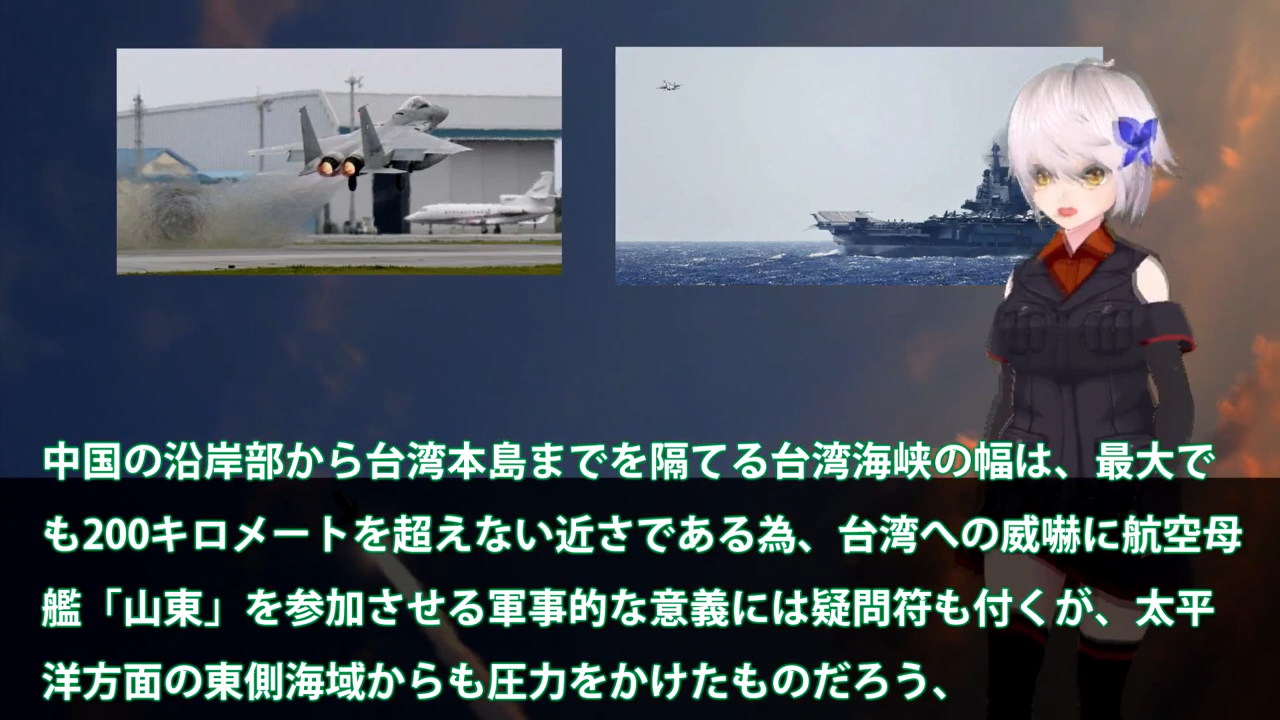 中国の沿岸部から台湾本島までを隔てる台湾海峡の幅は、最大で
も200キロメートを超えない近さである為、台湾への威嚇に航空母
艦「山東」を参加させる軍事的な意義には疑問符も付くが、太平
洋方面の東側海域からも圧力をかけたものだろう、